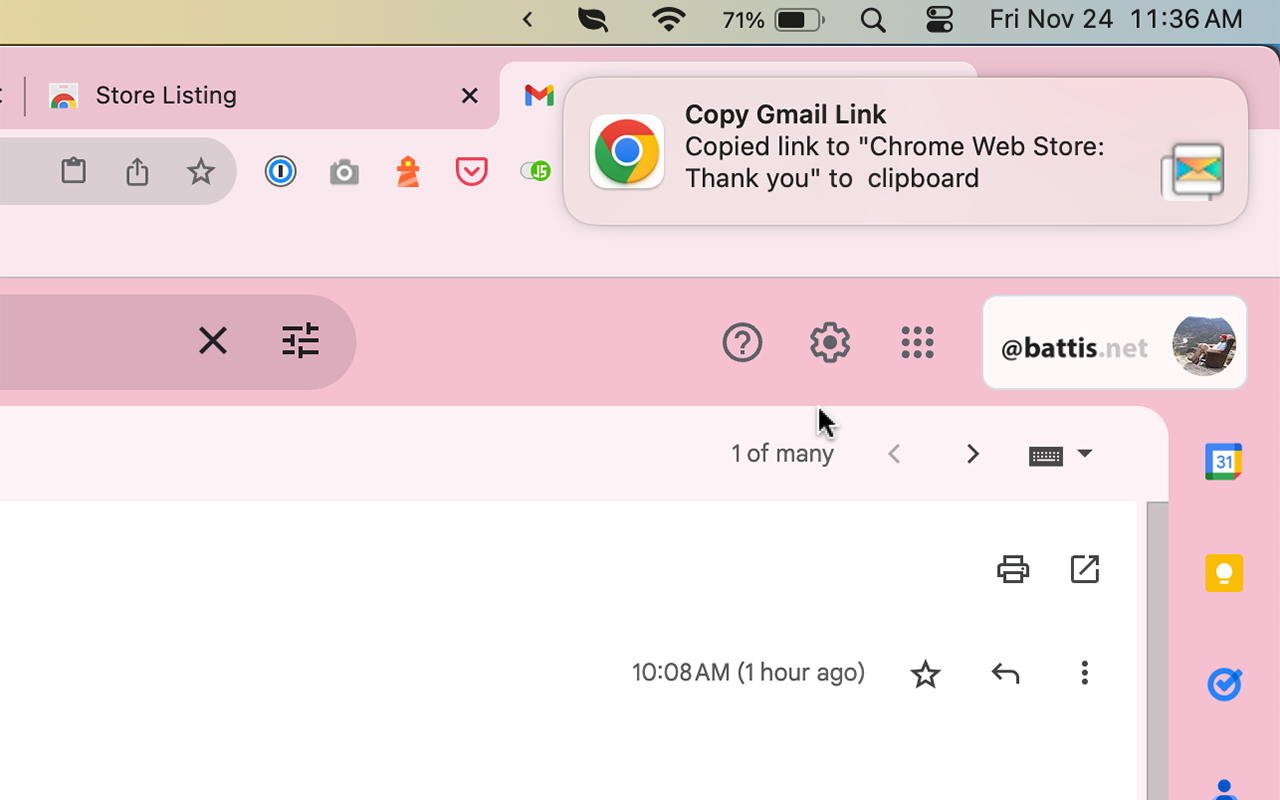 71%
Fri Nov 24 11:36 AM
Store Listing
Copy Gmail Link
Copied link to "Chrome Web Store:
Thank you" to clipboard
JS
@battis.net
1 of many
31
10:08 AM (1 hour ago)